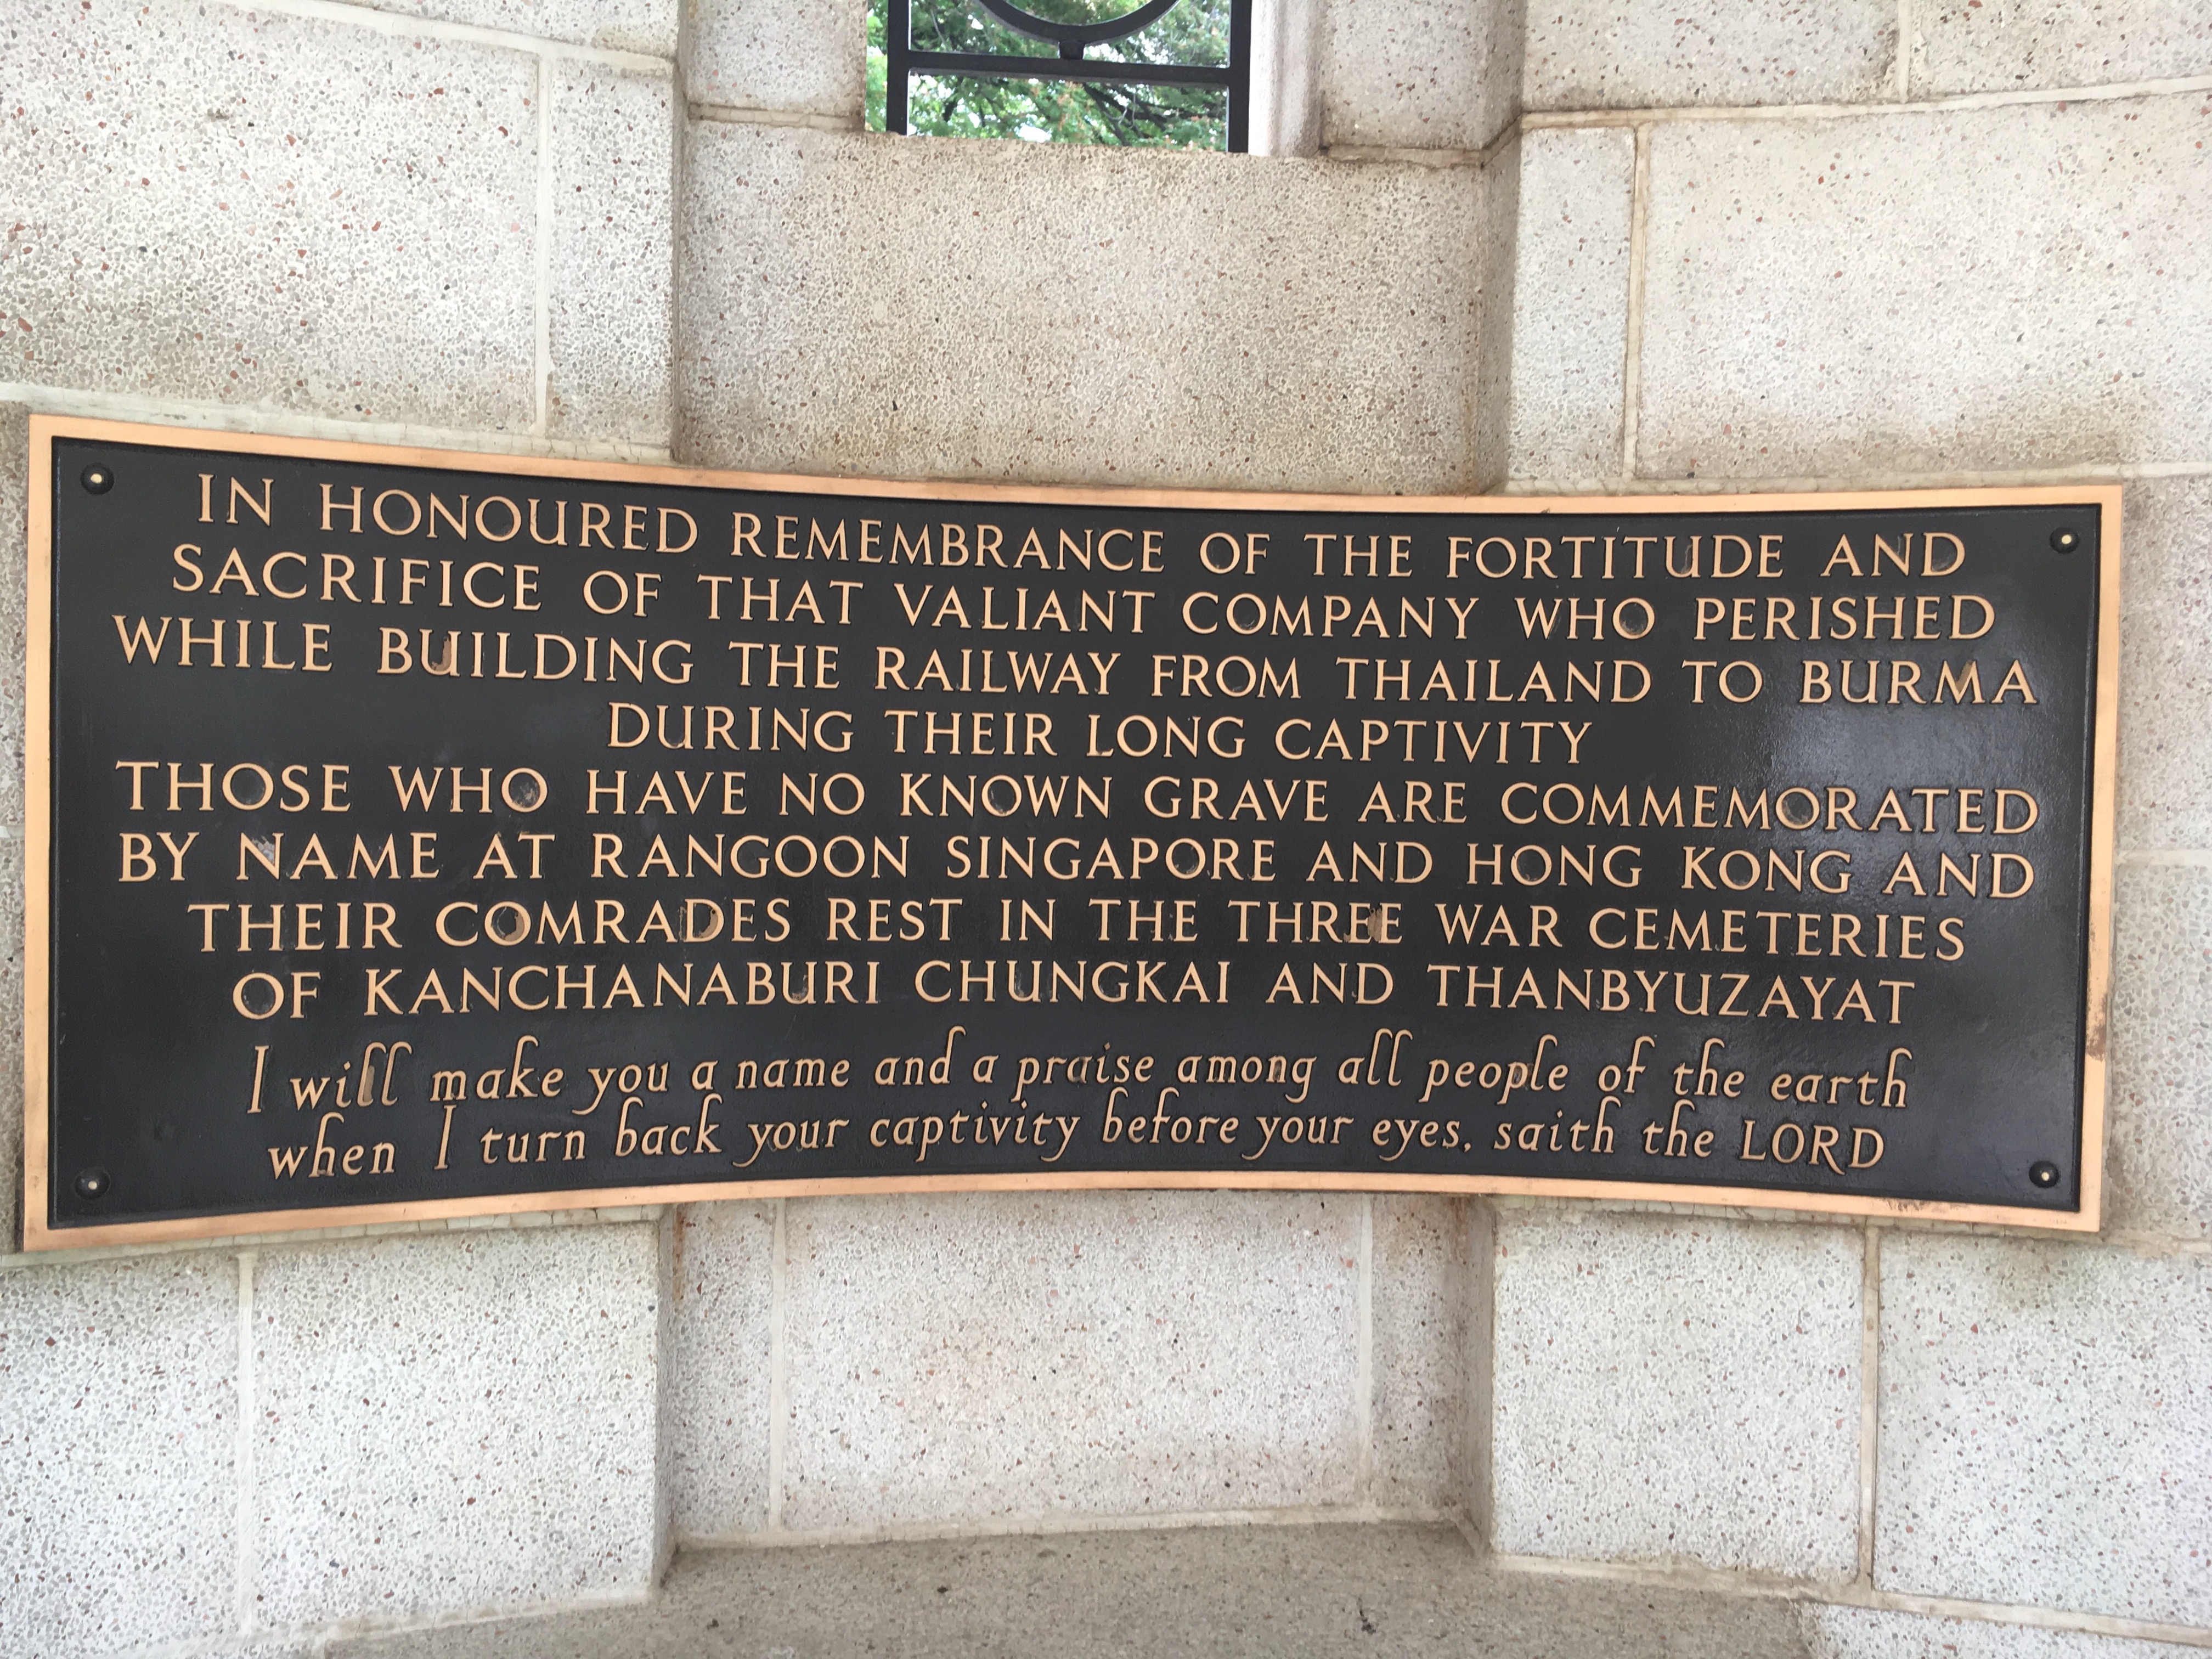 IN HONOURED REMEMBRANCE OF THE FORTITUDE AND
SACRIFICE OF THAT VALIANT COMPANY WHO PERISHED
WHILE BUILDING THE RAILWAY FROM THAILAND TO BURMA
DURING THEIR LONG CAPTIVITY
THOSE WHO HAVE NO KNOWN GRAVE ARE COMMEMORATED
BY NAME AT RANGOON SINGAPORE AND HONG KONG AND
THEIR COMRADES REST IN THE THREE WAR CEMETERIES
OF KANCHANABURI CHUNGKAI AND THANBYUZAYAT
I will make you a name and a praise among all people of the earth
when I turn back your captivity before your eyes, saith the LORD